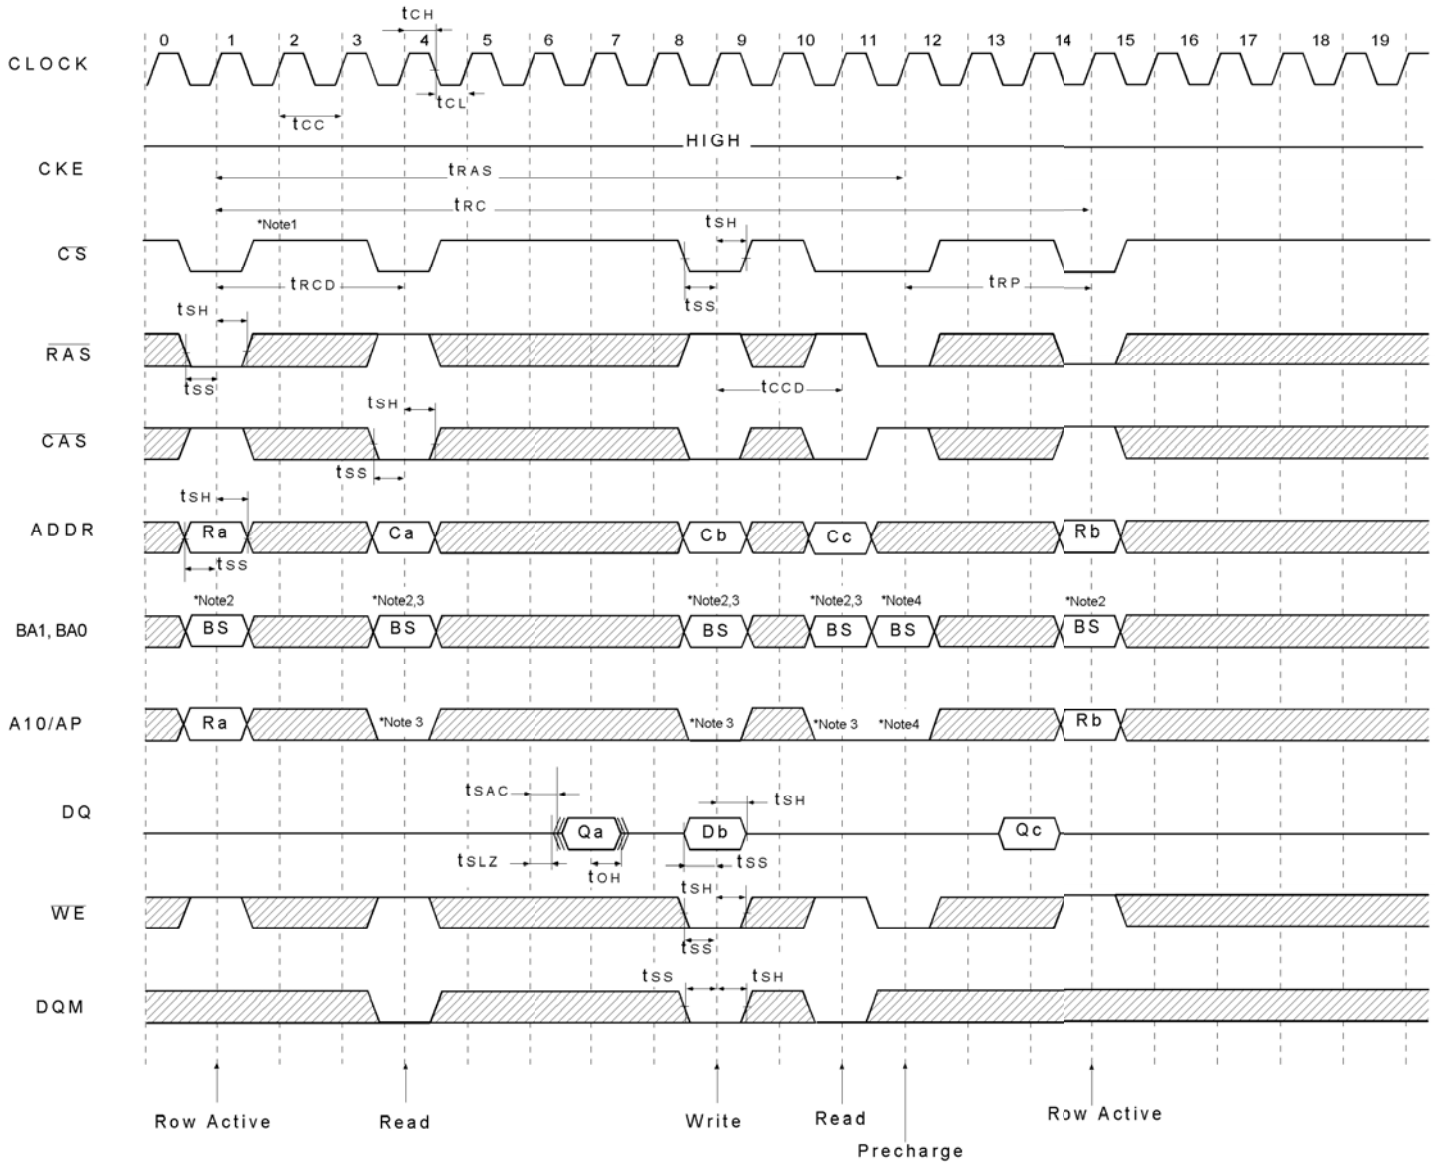 tCH
0 1 2 3 4 5 6 7 8 9 10 11 12 13 14 15 16 17 18 19
CLOCK
tCL
tCC
HIGH
CKE
tRAS
tRC
*Note1
tSH
CS
tRCD
tRP
tSS
tSH
RAS
tSS
tCCD
tSH
CAS
tSS
tSH
ADDR
Ra Ca Cb Cc Rb
tSS
*Note2 *Note2,3 *Note2,3 *Note2,3 *Note4 *Note2
BA1, BA0
BS BS BS BS BS BS
A10/AP
Ra *Note 3 *Note 3 *Note 3 *Note4 Rb
tSAC
tSH
DQ
Qa Db Qc
tSLZ
tOH
tSS
tSH
WE
tSS
tSS tSH
DQM
Row Active Read Write Read Row Active
Precharge